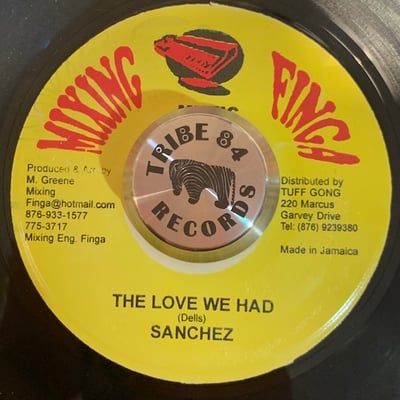 MIXING FINGA
TRIBE 84
RECORDS
Produced & Arr. by
M. Greene
Mixing
Finga@hotmail.com
876-933-1577
775-3717
Mixing Eng. Finga
Distributed by
TUFF GONG
220 Marcus
Garvey Drive
Tel: (876) 9239380
Made in Jamaica
THE LOVE WE HAD
(Dells)
SANCHEZ